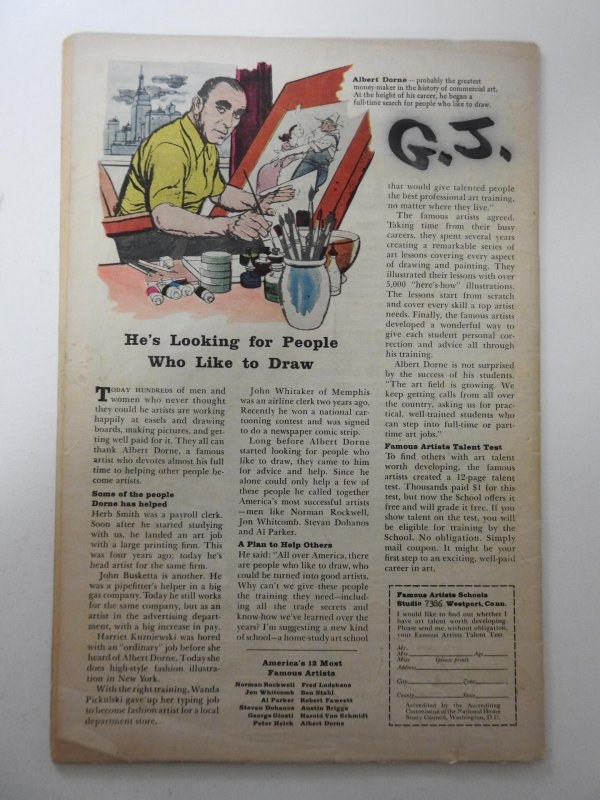 Albert Dorne – probably the greatest
money-maker in the history of commercial art.
At the height of his career, he began a
full-time search for people who like to draw.
G.J.
He's Looking for People
Who Like to Draw
TODAY HUNDREDS of men and
women who never thought
they could be artists are working
happily at easels and drawing
boards, making pictures, and get-
ting well paid for it. They all can
thank Albert Dorne, a famous
artist who devotes almost his full
time to helping other people be-
come artists.
Some of the people
Dorne has helped
Herb Smith was a payroll clerk.
Soon after he started studying
with us, he landed an art job
with a large printing firm. This
was four years ago; today he's
head artist for the same firm.
John Busketta is another. He
was a pipefitter's helper in a big
gas company. Today he still works
for the same company, but as an
artist in the advertising depart-
ment, with a big increase in pay.
Harriet Kuzniewski was bored
with an "ordinary" job before she
heard of Albert Dorne. Today she
does high-style fashion illustra-
tion in New York.
With the right training, Wanda
Pickulski gave up her typing job
to become fashion artist for a local
department store.
John Whitaker of Memphis
was an airline clerk two years ago.
Recently he won a national car-
tooning contest and was signed
to do a newspaper comic strip.
Long before Albert Dorne
started looking for people who
like to draw, they came to him
for advice and help. Since he
alone could only help a few of
these people he called together
America's most successful artists
—men like Norman Rockwell,
Jon Whitcomb, Stevan Dohanos
and Al Parker.
A Plan to Help Others
He said: "All over America, there
are people who like to draw, who
could be turned into good artists.
Why can't we give these people
the training they need—includ-
ing all the trade secrets and
know-how we've learned over the
years? I'm suggesting a new kind
of school—a home-study art school
America's 12 Most
Famous Artists
Norman Rockwell Fred Ludekens
Jon Whitcomb Ben Stahl
Al Parker Robert Fawcett
Stevan Dohanos Austin Briggs
George Giusti Harold Von Schmidt
Peter Helck Albert Dorne
that would give talented people
the best professional art training,
no matter where they live."
The famous artists agreed.
Taking time from their busy
careers, they spent several years
creating a remarkable series of
art lessons covering every aspect
of drawing and painting. They
illustrated their lessons with over
5,000 "here's-how" illustrations.
The lessons start from scratch
and cover every skill a top artist
needs. Finally, the famous artists
developed a wonderful way to
give each student personal cor-
rection and advice all through
his training.
Albert Dorne is not surprised
by the success of his students.
"The art field is growing. We
keep getting calls from all over
the country, asking us for prac-
tical, well-trained students who
can step into full-time or part-
time art jobs."
Famous Artists Talent Test
To find others with art talent
worth developing, the famous
artists created a 12-page talent
test. Thousands paid $1 for this
test, but now the School offers it
free and will grade it free. If you
show talent on the test, you will
be eligible for training by the
School. No obligation. Simply
mail coupon. It might be your
first step to an exciting, well-paid
career in art.
Famous Artists Schools
Studio 7386 Westport, Conn.
I would like to find out whether I
have art talent worth developing.
Please send me, without obligation,
your Famous Artists Talent Test.
Mr.
Mrs. Age
Miss (please print)
Address
City Zone
County State
Accredited by the Accrediting
Commission of the National Home
Study Council, Washington, D.C.